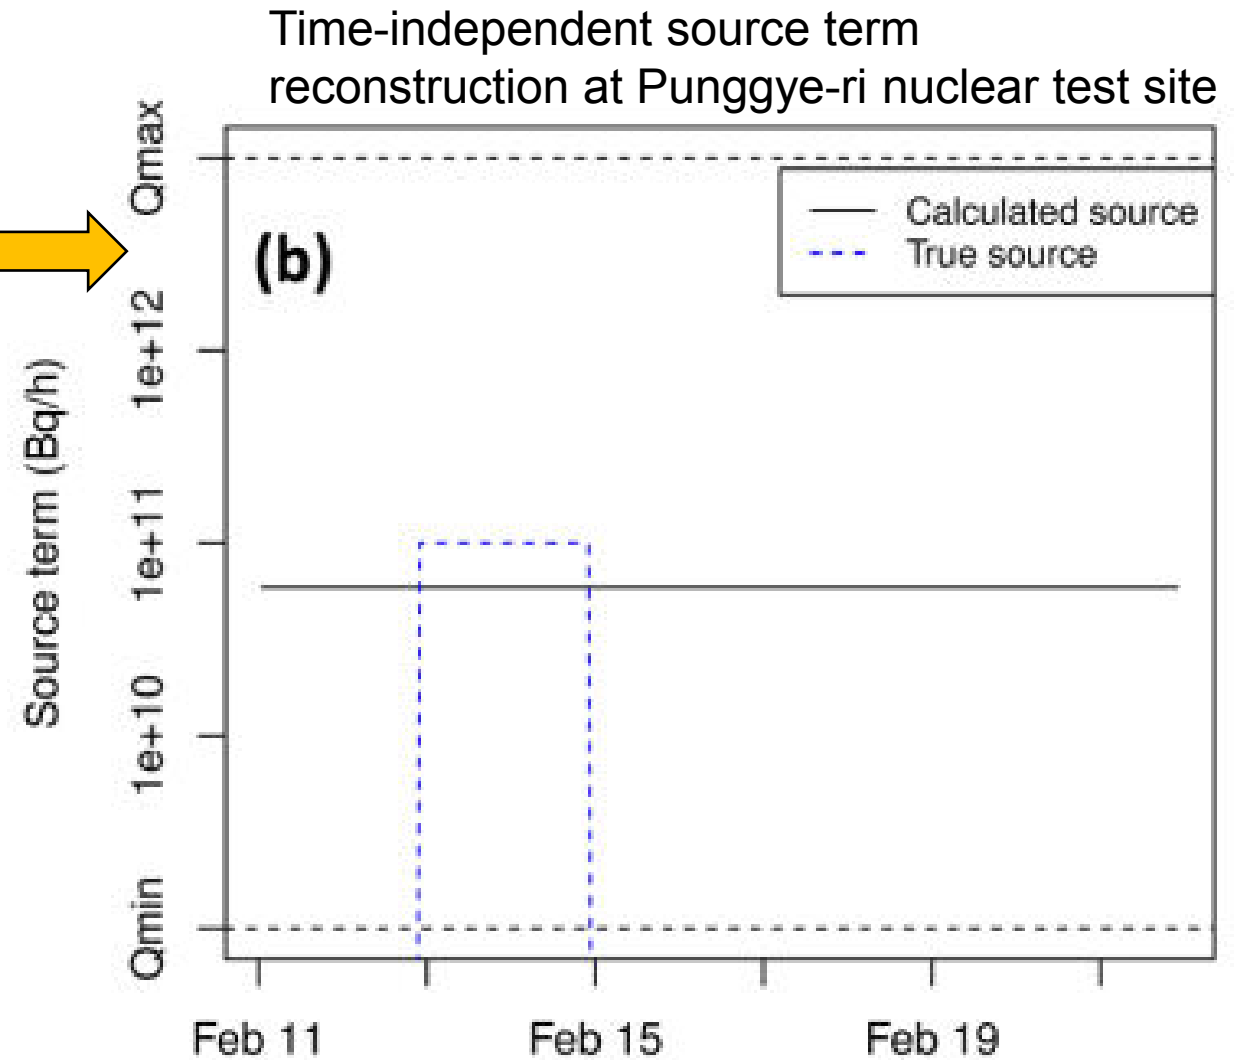 Time-independent source term
reconstruction at Punggye-ri nuclear test site
Qmax
1e+12
1e+11
1e+10
Qmin
Source term (Bq/h)
(b)
Calculated source
True source
Feb 11
Feb 15
Feb 19